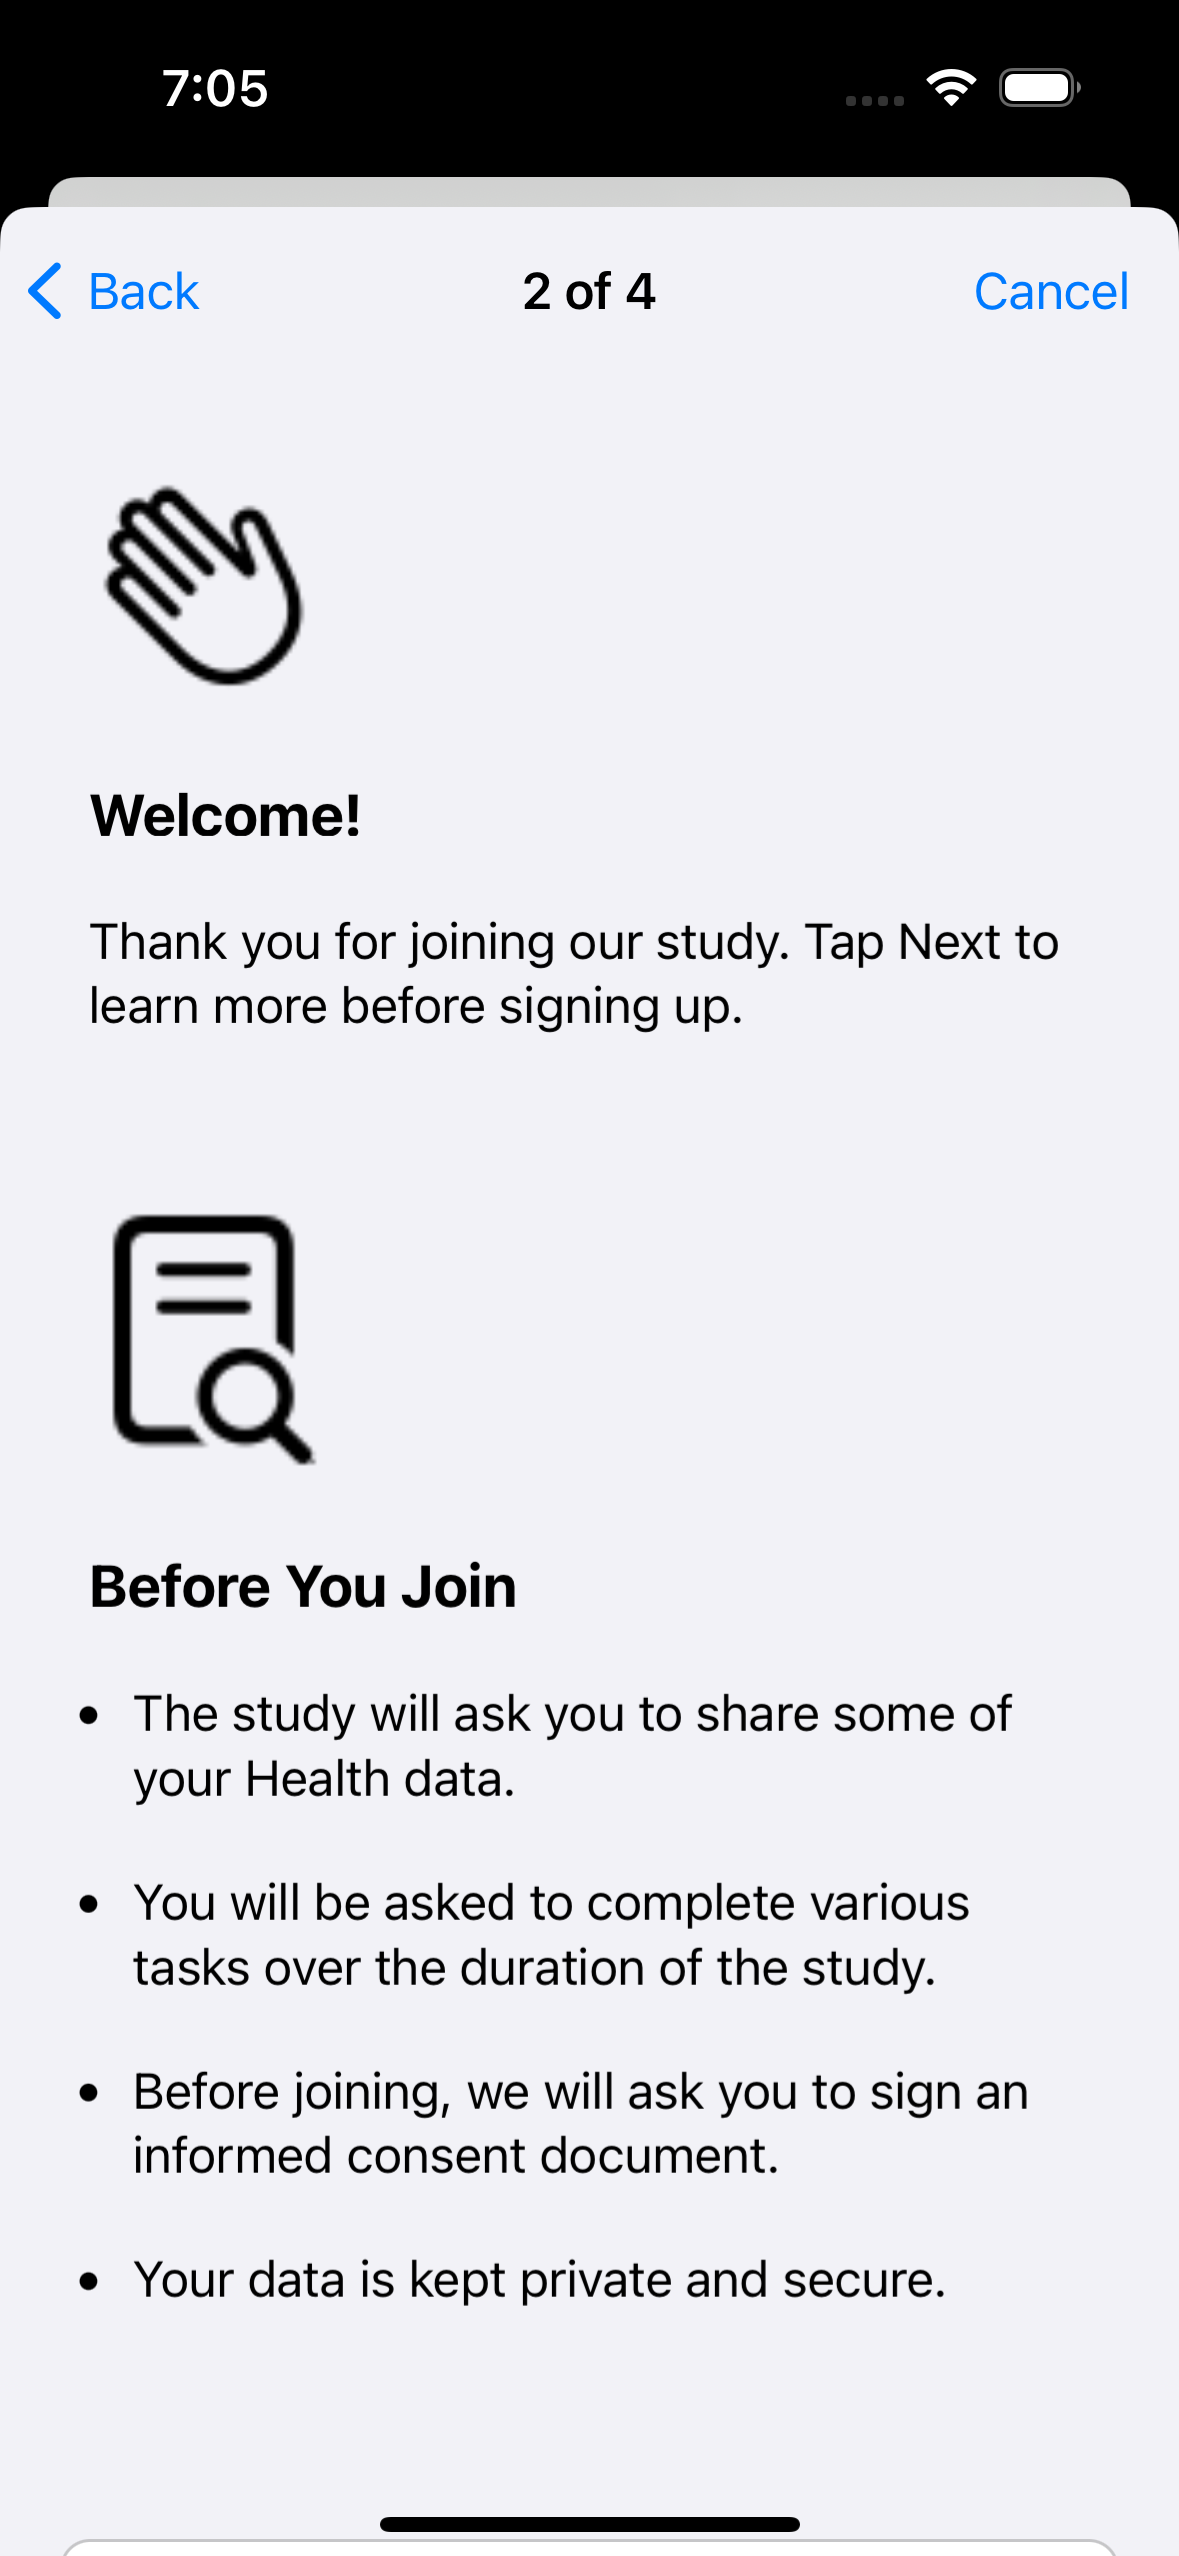 7:05
Back
2 of 4
Cancel
Welcome!
Thank you for joining our study. Tap Next to
learn more before signing up.
Before You Join
• The study will ask you to share some of
your Health data.
• You will be asked to complete various
tasks over the duration of the study.
• Before joining, we will ask you to sign an
informed consent document.
• Your data is kept private and secure.